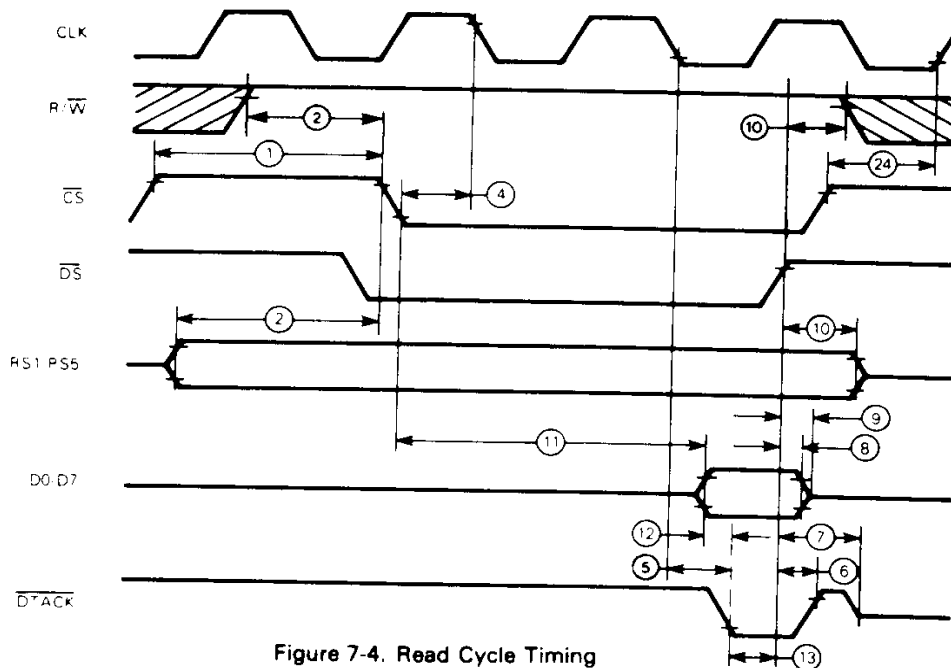 CLK
R/W
②
⑩
①
㉔
CS
④
DS
②
⑩
RS1 PS5
⑨
⑪
⑧
D0-D7
⑫
⑦
⑤
⑥
DTACK
⑬
Figure 7-4. Read Cycle Timing